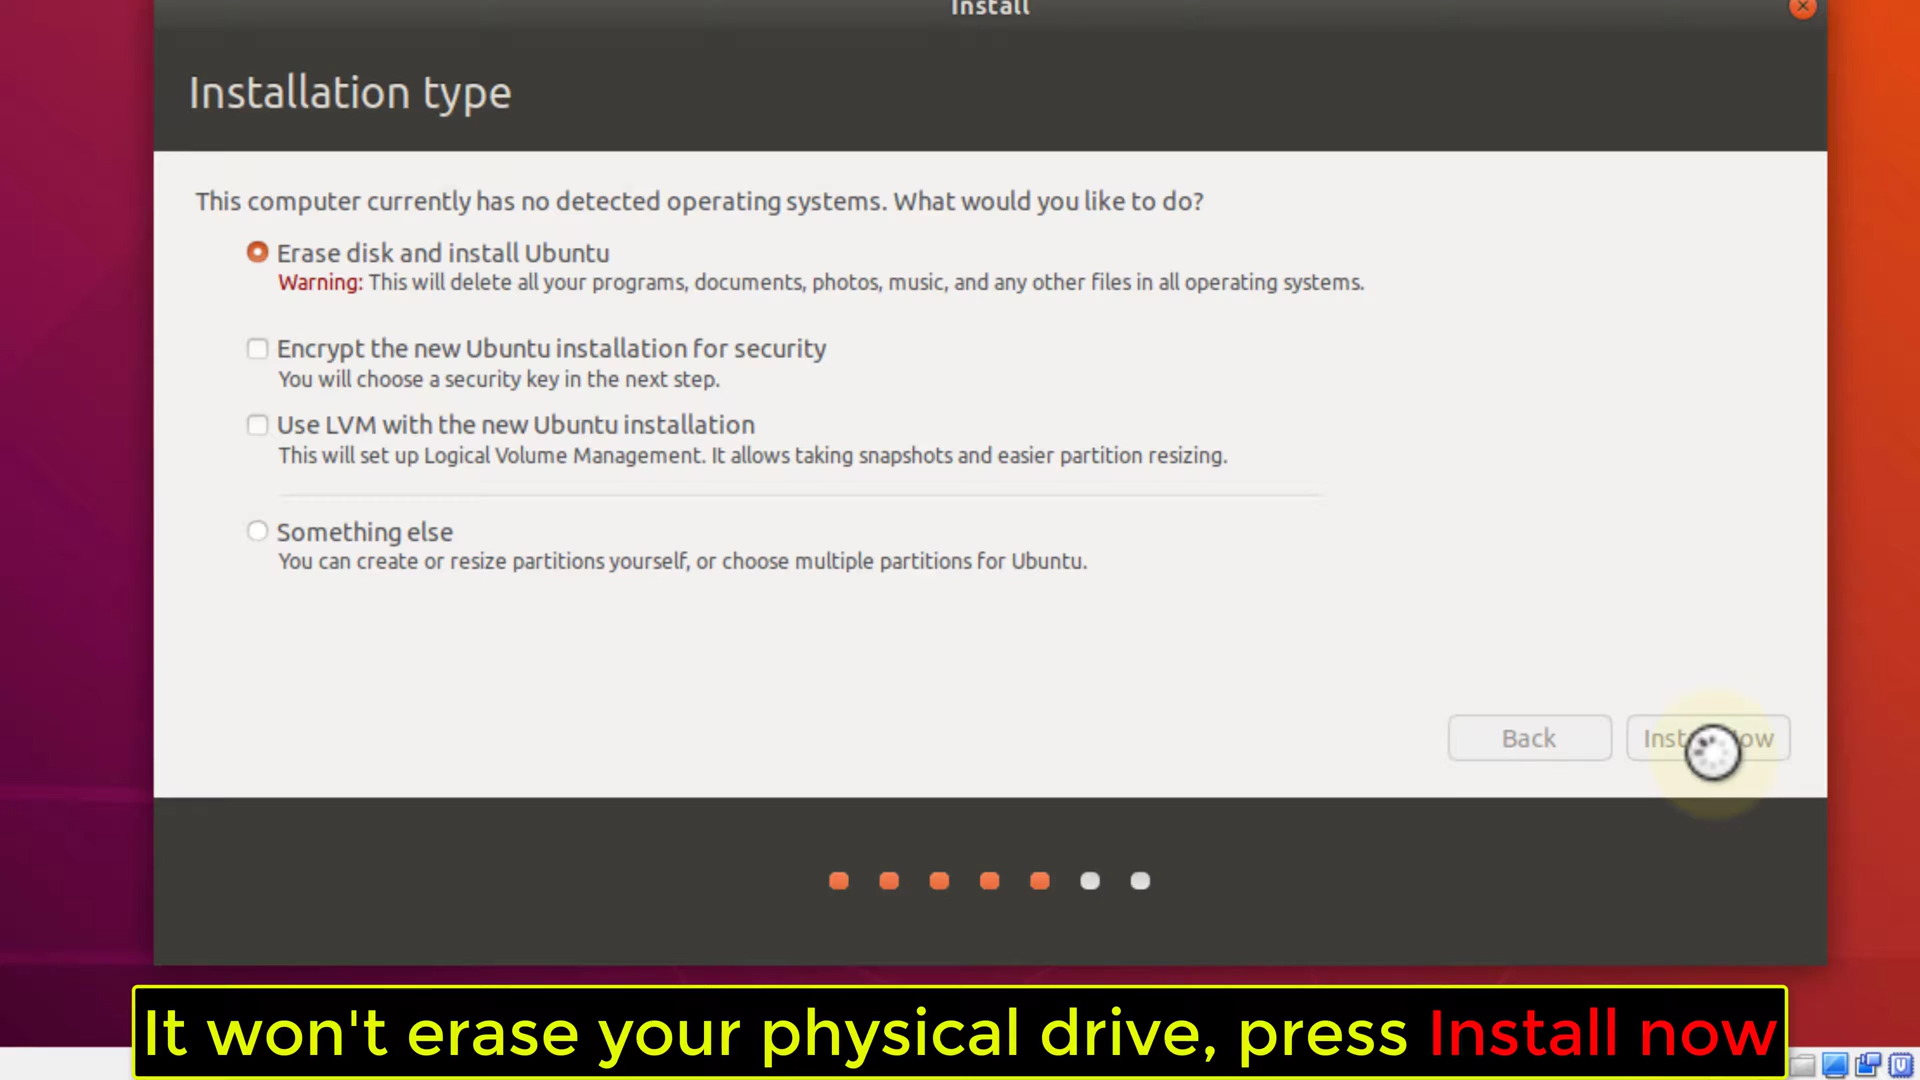 Install
Installation type
This computer currently has no detected operating systems. What would you like to do?
Erase disk and install Ubuntu
Warning: This will delete all your programs, documents, photos, music, and any other files in all operating systems.
Encrypt the new Ubuntu installation for security
You will choose a security key in the next step.
Use LVM with the new Ubuntu installation
This will set up Logical Volume Management. It allows taking snapshots and easier partition resizing.
Something else
You can create or resize partitions yourself, or choose multiple partitions for Ubuntu.
Back
Install Now
It won't erase your physical drive, press Install now